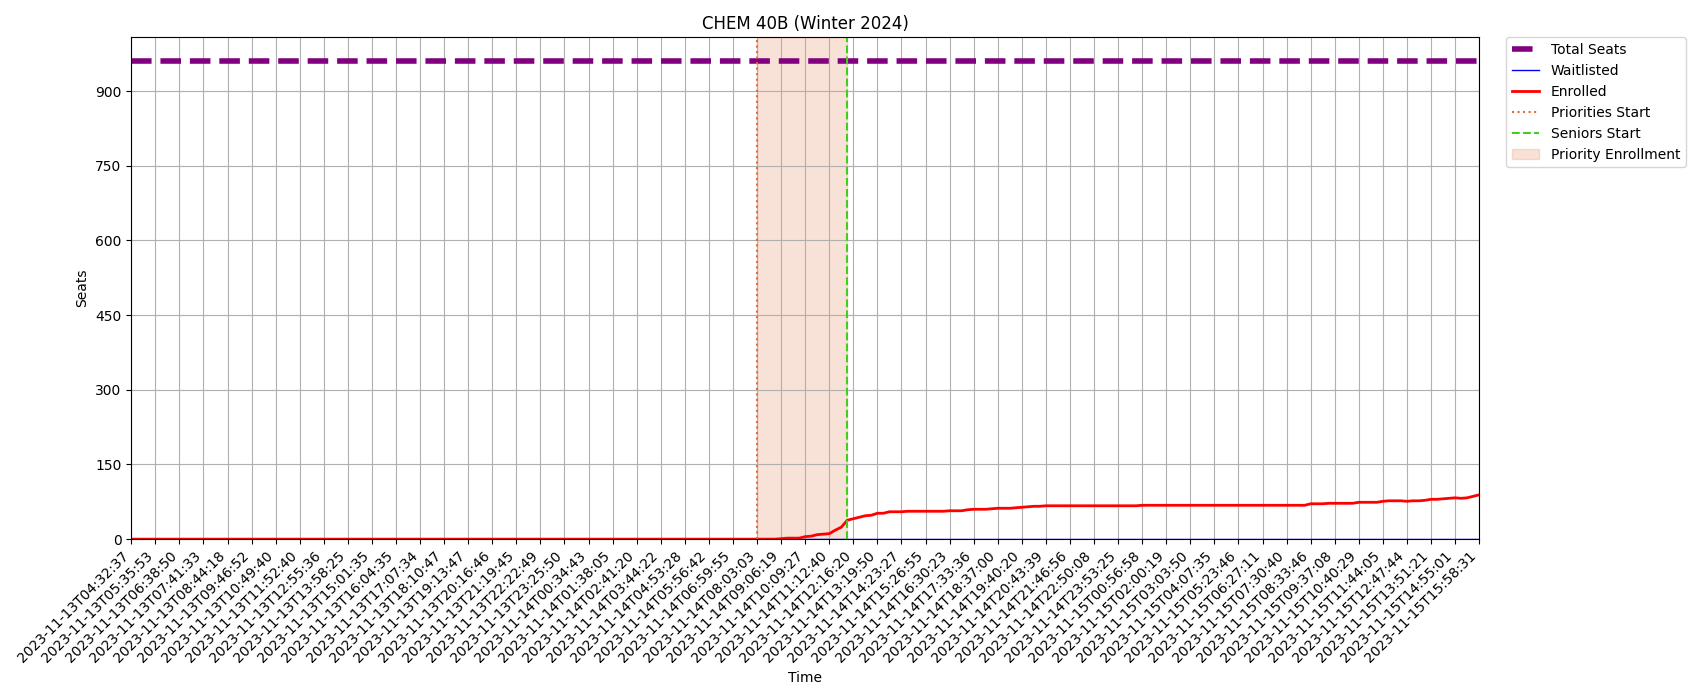 CHEM 40B (Winter 2024)
Total Seats
Waitlisted
Enrolled
Priorities Start
Seniors Start
Priority Enrollment
Seats
900
750
600
450
300
150
0
2023-11-13T04:32:37
2023-11-13T05:35:53
2023-11-13T06:38:50
2023-11-13T07:41:33
2023-11-13T08:44:18
2023-11-13T09:46:52
2023-11-13T10:49:40
2023-11-13T11:52:40
2023-11-13T12:55:36
2023-11-13T13:58:25
2023-11-13T15:01:35
2023-11-13T16:04:35
2023-11-13T17:07:34
2023-11-13T18:10:47
2023-11-13T19:13:47
2023-11-13T20:16:46
2023-11-13T21:19:45
2023-11-13T22:22:49
2023-11-13T23:25:50
2023-11-14T00:34:43
2023-11-14T01:38:05
2023-11-14T02:41:20
2023-11-14T03:44:22
2023-11-14T04:53:28
2023-11-14T05:56:42
2023-11-14T06:59:55
2023-11-14T08:03:03
2023-11-14T09:06:19
2023-11-14T10:09:27
2023-11-14T11:12:40
2023-11-14T12:16:20
2023-11-14T13:19:50
2023-11-14T14:23:27
2023-11-14T15:26:55
2023-11-14T16:30:23
2023-11-14T17:33:36
2023-11-14T18:37:00
2023-11-14T19:40:20
2023-11-14T20:43:39
2023-11-14T21:46:56
2023-11-14T22:50:08
2023-11-14T23:53:25
2023-11-15T00:56:58
2023-11-15T02:00:19
2023-11-15T03:03:50
2023-11-15T04:07:35
2023-11-15T05:23:46
2023-11-15T06:27:11
2023-11-15T07:30:40
2023-11-15T08:33:46
2023-11-15T09:37:08
2023-11-15T10:40:29
2023-11-15T11:44:05
2023-11-15T12:47:44
2023-11-15T13:51:21
2023-11-15T14:55:01
2023-11-15T15:58:31
Time